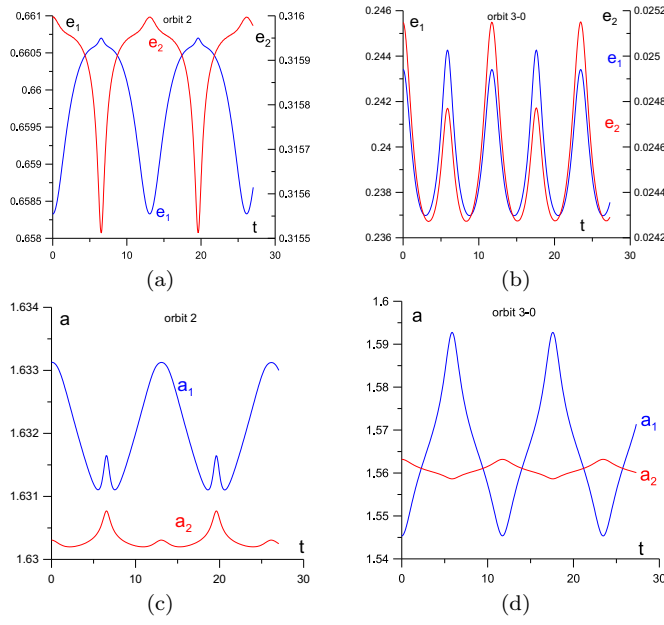 orbit 2
e1
e2
0.661
0.6605
0.66
0.6595
0.659
0.6585
0.658
0.316
0.3159
0.3158
0.3157
0.3156
0.3155
e2
e1
t
0 10 20 30
(a)
orbit 3-0
e1
e2
0.246
0.244
0.242
0.24
0.238
0.236
0.0252
0.025
0.0248
0.0246
0.0244
0.0242
e1
e2
t
0 10 20 30
(b)
a
orbit 2
1.634
1.633
1.632
1.631
1.63
a1
a2
t
0 10 20 30
(c)
a
orbit 3-0
1.6
1.59
1.58
1.57
1.56
1.55
1.54
a1
a2
t
0 10 20 30
(d)